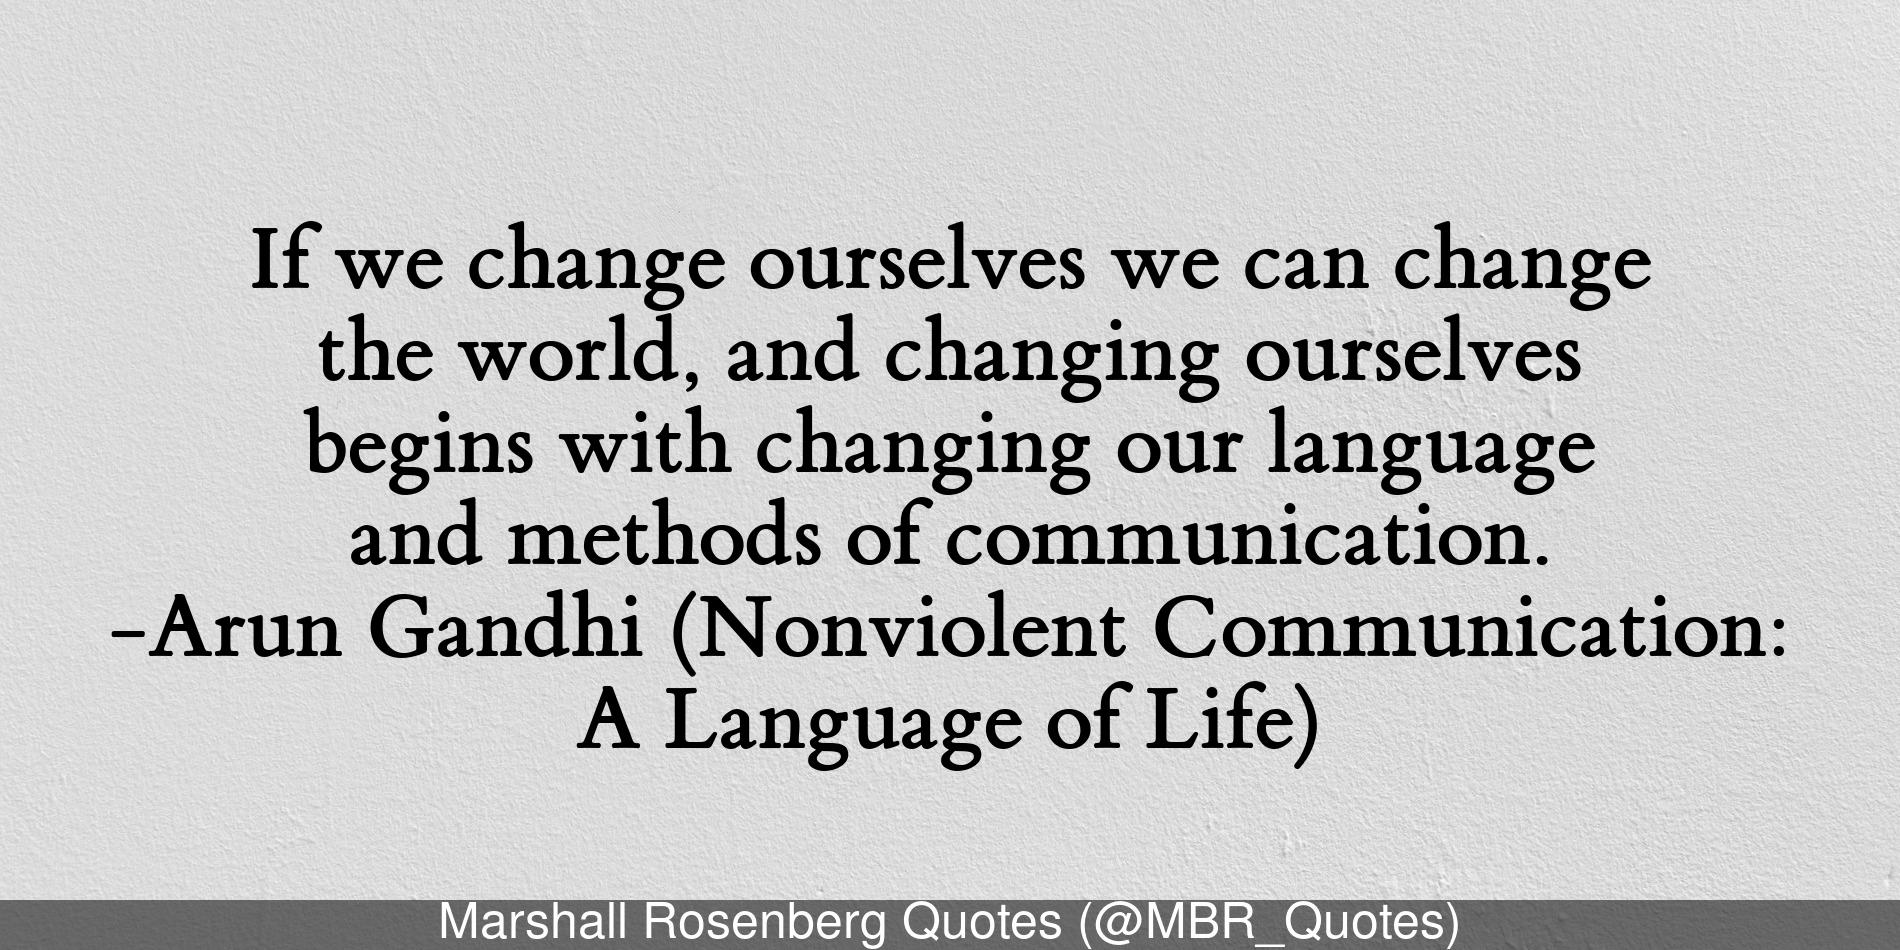 If we change ourselves we can change
the world, and changing ourselves
begins with changing our language
and methods of communication.
-Arun Gandhi (Nonviolent Communication:
A Language of Life)
Marshall Rosenberg Quotes (@MBR_Quotes)